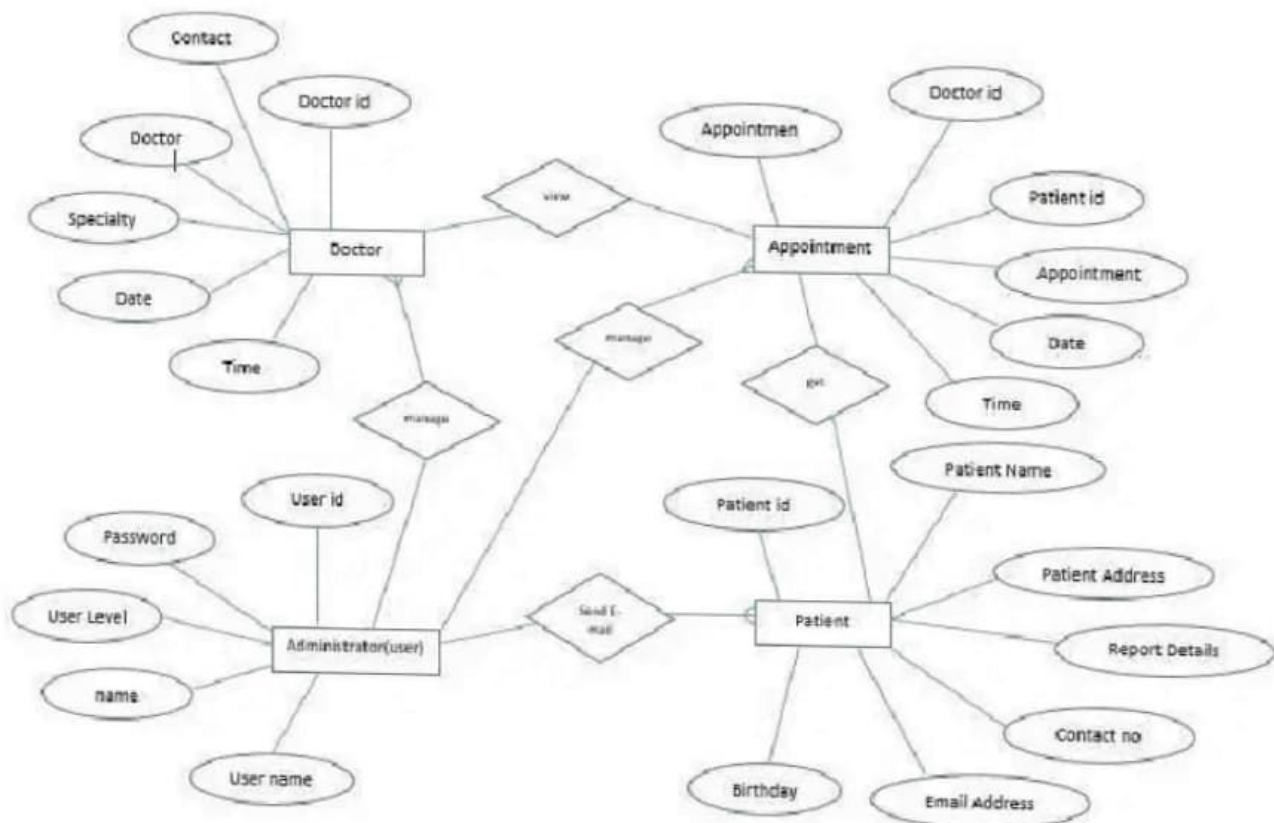 Contact
Doctor id
Doctor
Specialty
Date
Time
Doctor
view
Appointmen
Doctor id
Patient id
Appointment
Date
Time
Appointment
manage
manage
get
User id
Password
User Level
name
User name
Administrator(user)
Send E-
mail
Patient id
Patient Name
Patient Address
Report Details
Contact no
Email Address
Birthday
Patient